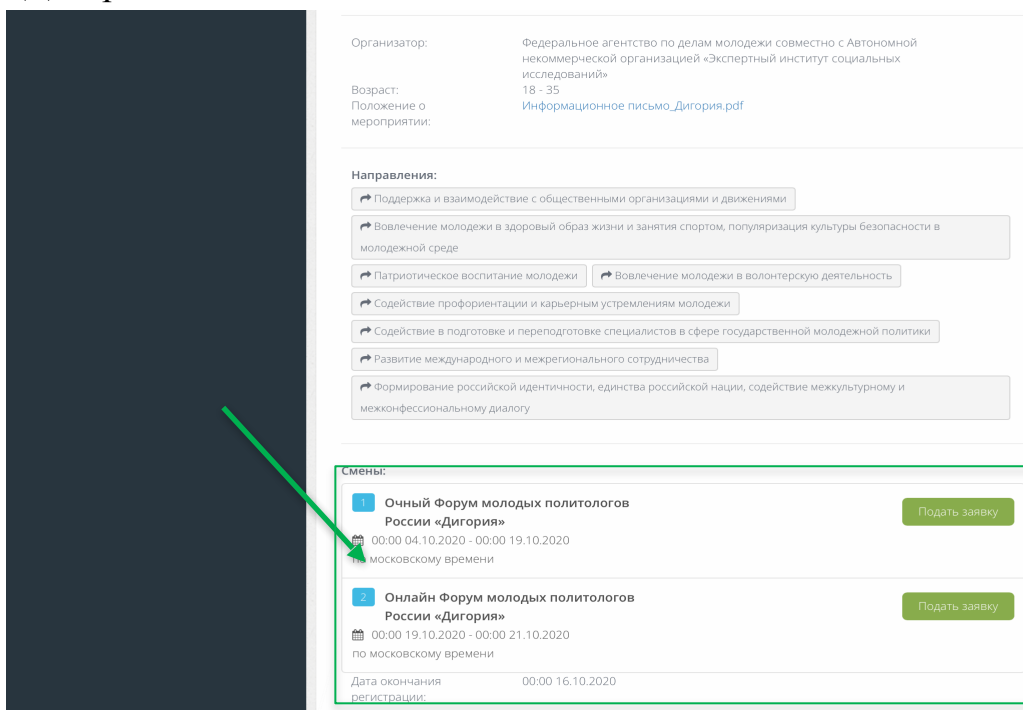 Организатор: Федеральное агентство по делам молодежи совместно с Автономной
некоммерческой организацией «Экспертный институт социальных
исследований»
Возраст: 18 - 35
Положение о Информационное письмо_Дигория.pdf
мероприятии:
Направления:
Поддержка и взаимодействие с общественными организациями и движениями
Вовлечение молодежи в здоровый образ жизни и занятия спортом, популяризация культуры безопасности в
молодежной среде
Патриотическое воспитание молодежи Вовлечение молодежи в волонтерскую деятельность
Содействие профориентации и карьерным устремлениям молодежи
Содействие в подготовке и переподготовке специалистов в сфере государственной молодежной политики
Развитие международного и межрегионального сотрудничества
Формирование российской идентичности, единства российской нации, содействие межкультурному и
межконфессиональному диалогу
Смены:
1 Очный Форум молодых политологов Подать заявку
России «Дигория»
00:00 04.10.2020 - 00:00 19.10.2020
по московскому времени
2 Онлайн Форум молодых политологов Подать заявку
России «Дигория»
00:00 19.10.2020 - 00:00 21.10.2020
по московскому времени
Дата окончания 00:00 16.10.2020
регистрации: